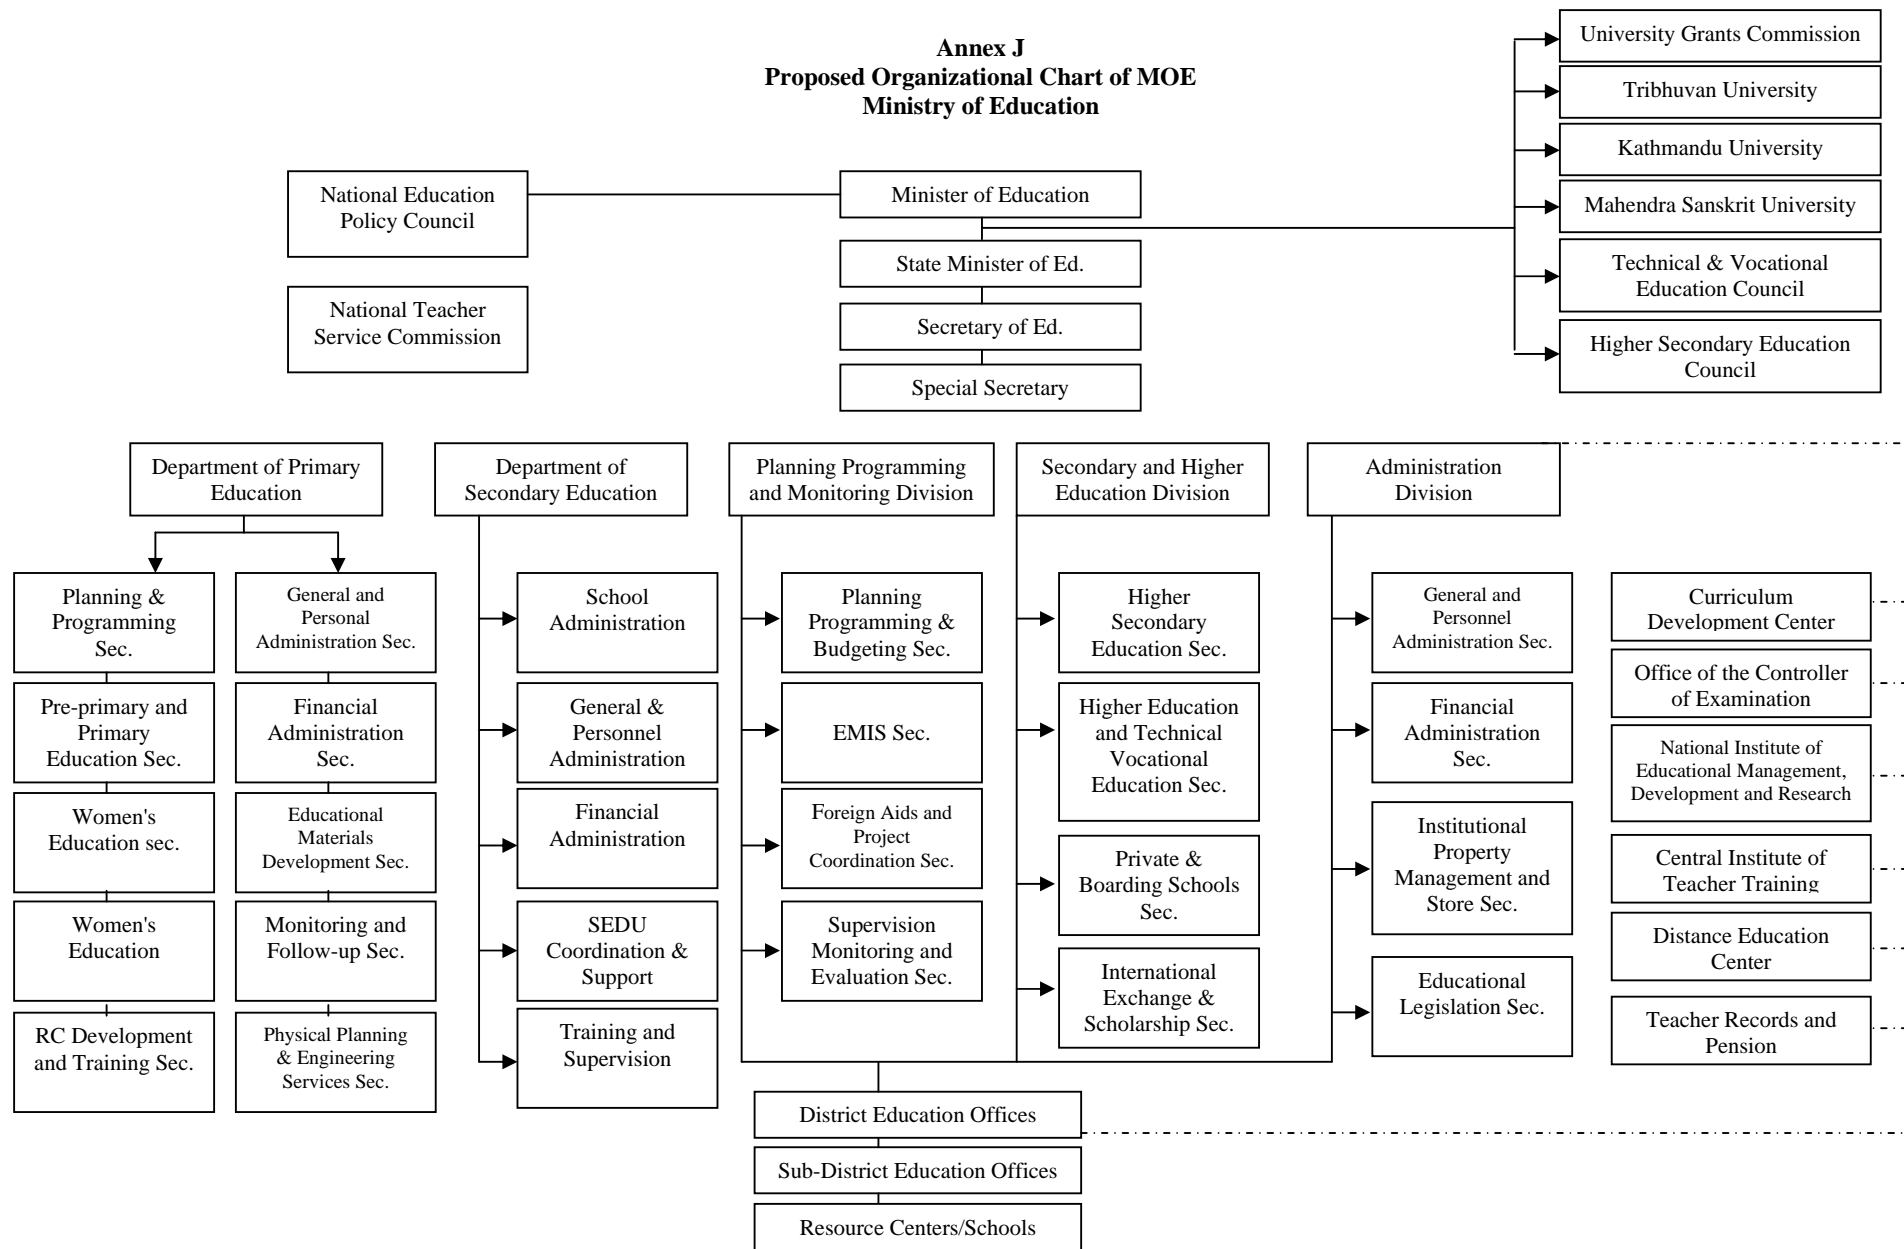 Annex J
Proposed Organizational Chart of MOE
Ministry of Education
University Grants Commission
Tribhuvan University
Kathmandu University
Mahendra Sanskrit University
Technical & Vocational
Education Council
Higher Secondary Education
Council
National Education
Policy Council
Minister of Education
State Minister of Ed.
National Teacher
Service Commission
Secretary of Ed.
Special Secretary
Department of Primary
Education
Department of
Secondary Education
Planning Programming
and Monitoring Division
Secondary and Higher
Education Division
Administration
Division
Planning &
Programming
Sec.
Pre-primary and
Primary
Education Sec.
Women's
Education sec.
Women's
Education
RC Development
and Training Sec.
General and
Personal
Administration Sec.
Financial
Administration
Sec.
Educational
Materials
Development Sec.
Monitoring and
Follow-up Sec.
Physical Planning
& Engineering
Services Sec.
School
Administration
General &
Personnel
Administration
Financial
Administration
SEDU
Coordination &
Support
Training and
Supervision
Planning
Programming &
Budgeting Sec.
EMIS Sec.
Foreign Aids and
Project
Coordination Sec.
Supervision
Monitoring and
Evaluation Sec.
Higher
Secondary
Education Sec.
Higher Education
and Technical
Vocational
Education Sec.
Private &
Boarding Schools
Sec.
International
Exchange &
Scholarship Sec.
General and
Personnel
Administration Sec.
Financial
Administration
Sec.
Institutional
Property
Management and
Store Sec.
Educational
Legislation Sec.
Curriculum
Development Center
Office of the Controller
of Examination
National Institute of
Educational Management,
Development and Research
Central Institute of
Teacher Training
Distance Education
Center
Teacher Records and
Pension
District Education Offices
Sub-District Education Offices
Resource Centers/Schools